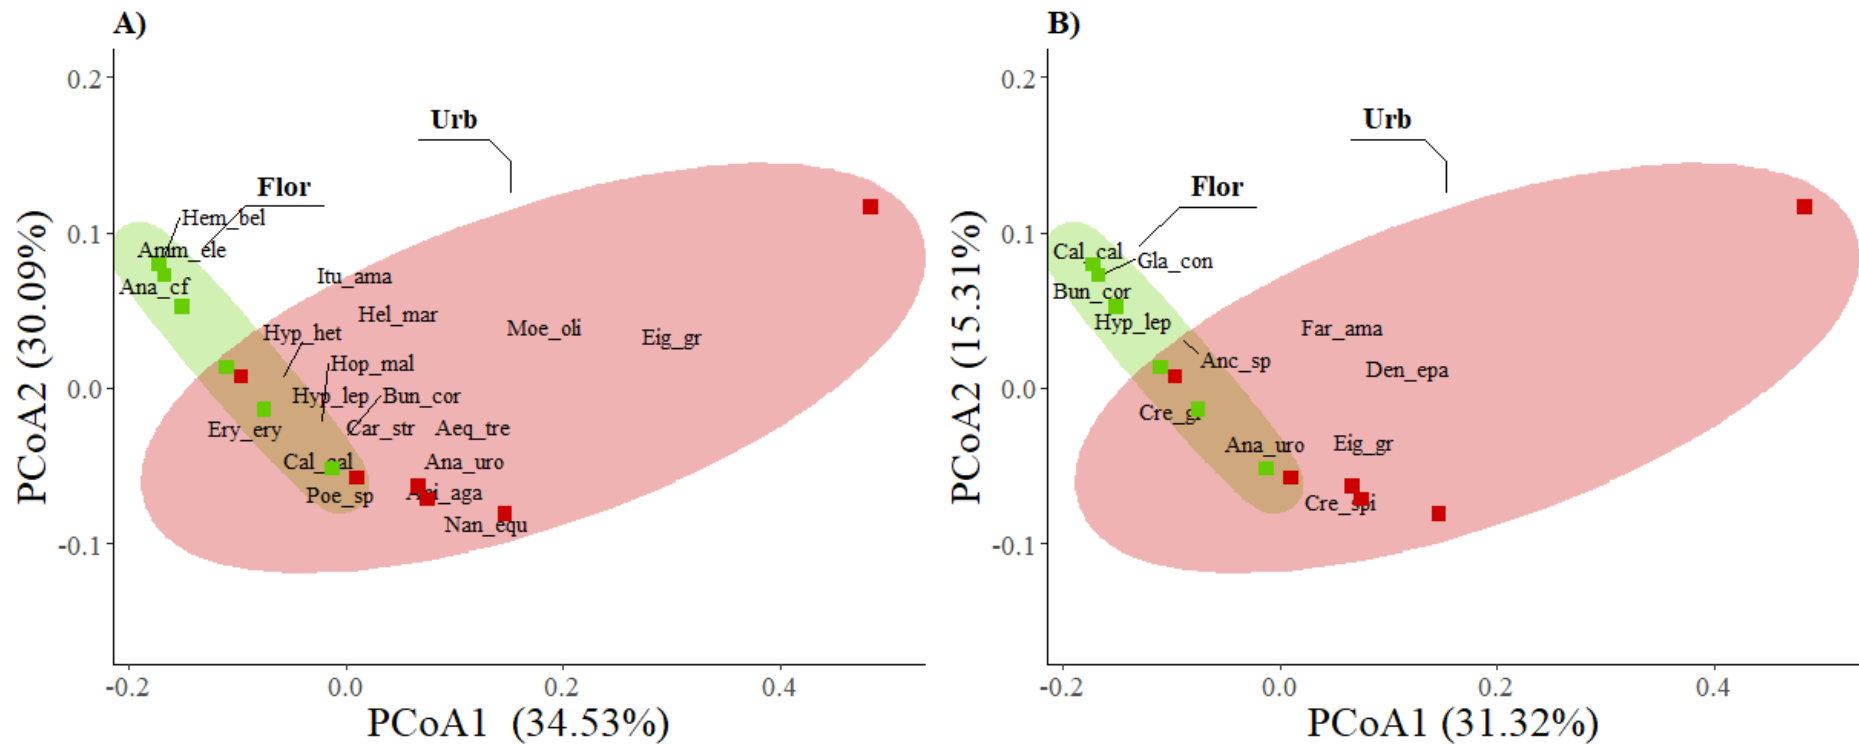 A)
0.2
0.1
0.0
-0.1
PCoA2 (30.09%)
Urb
Flor
Hem_bel
Amm_ele
Ana_cf
Itu_ama
Hel_mar
Moe_oli
Eig_gr
Hyp_het
Hop_mal
Hyp_lep
Bun_cor
Ery_ery
Car_str
Aeq_tre
Cal_cal
Ana_uro
Poe_sp
_aga
Nan_equ
-0.2
0.0
0.2
0.4
PCoA1 (34.53%)
B)
0.2
0.1
0.0
-0.1
PCoA2 (15.31%)
Urb
Flor
Cal_cal
Gla_con
Bun_cor
Hyp_lep
Far_ama
Anc_sp
Den_epa
Cre_gr
Ana_uro
Eig_gr
Cre_spi
-0.2
0.0
0.2
0.4
PCoA1 (31.32%)